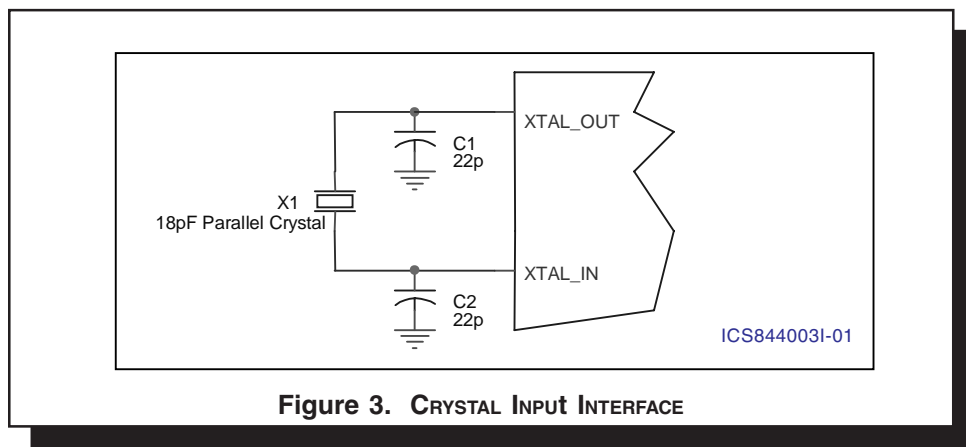 XTAL_OUT
C1
22p
X1
18pF Parallel Crystal
XTAL_IN
C2
22p
ICS844003I-01
Figure 3. CRYSTAL INPUt INTERFACE